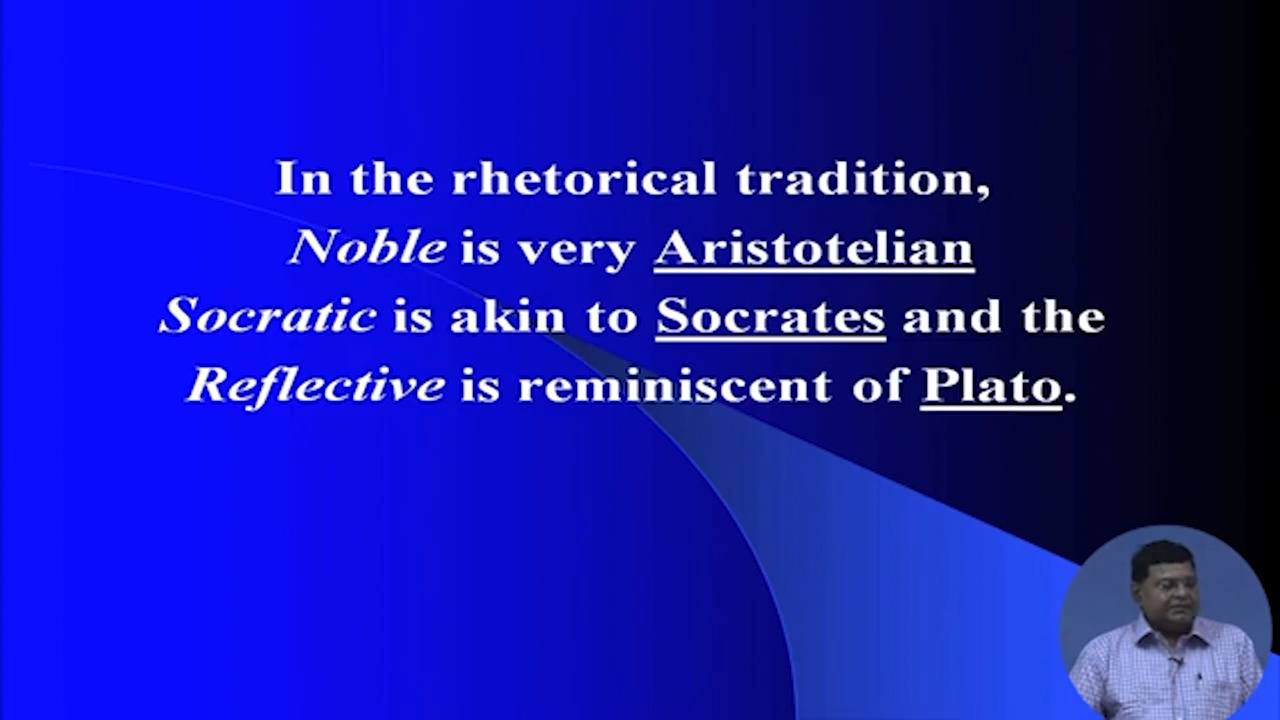 In the rhetorical tradition,
Noble is very Aristotelian
Socratic is akin to Socrates and the
Reflective is reminiscent of Plato.